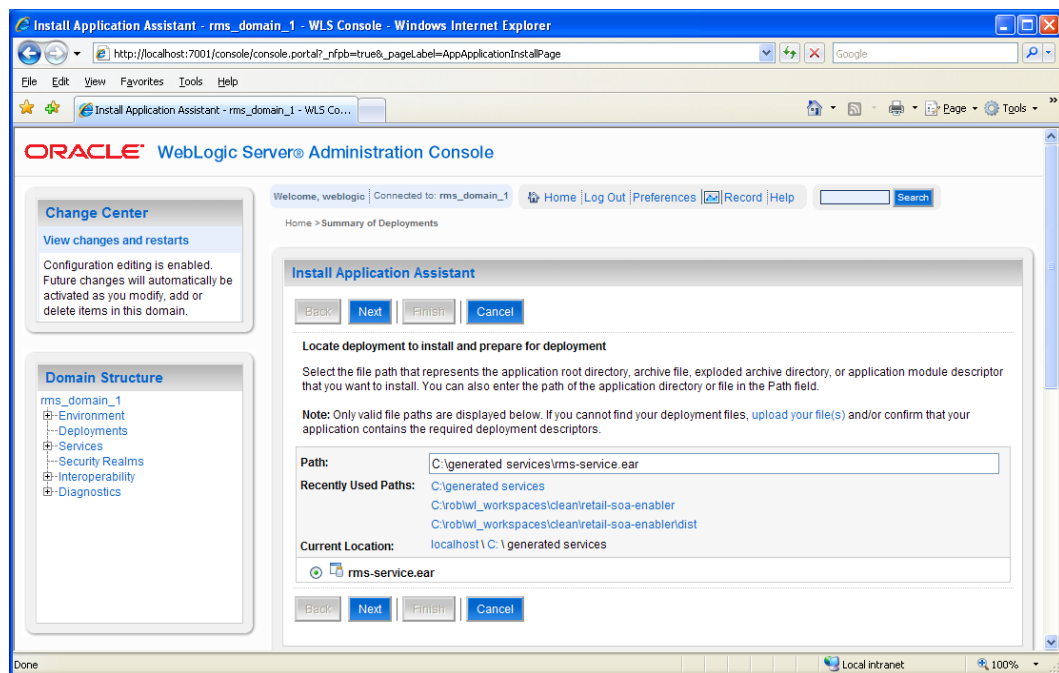 Install Application Assistant - rms_domain_1 - WLS Console - Windows Internet Explorer
http://localhost:7001/console/console.portal?_nfpb=true&_pageLabel=AppApplicationInstallPage
Google
File Edit View Favorites Tools Help
Install Application Assistant - rms_domain_1 - WLS Co...
Page Tools
ORACLE WebLogic Server® Administration Console
Change Center
View changes and restarts
Configuration editing is enabled.
Future changes will automatically be
activated as you modify, add or
delete items in this domain.
Domain Structure
rms_domain_1
Environment
Deployments
Services
Security Realms
Interoperability
Diagnostics
Welcome, weblogic Connected to: rms_domain_1
Home Log Out Preferences Record Help
Search
Home > Summary of Deployments
Install Application Assistant
Back Next Finish Cancel
Locate deployment to install and prepare for deployment
Select the file path that represents the application root directory, archive file, exploded archive directory, or application module descriptor
that you want to install. You can also enter the path of the application directory or file in the Path field.
Note: Only valid file paths are displayed below. If you cannot find your deployment files, upload your file(s) and/or confirm that your
application contains the required deployment descriptors.
Path: C:\generated services\rms-service.ear
Recently Used Paths: C:\generated services
C:\rob\wl_workspaces\clean\retail-soa-enabler
C:\rob\wl_workspaces\clean\retail-soa-enabler\dist
Current Location: localhost \ C: \ generated services
rms-service.ear
Back Next Finish Cancel
Done
Local intranet
100%